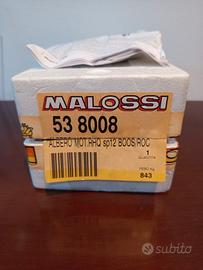 MALOSSI
53 8008
ALBERO MOT.RHQ sp12 BOOS/ROC
1
QUANTITA'
PESO Kg
843
subito